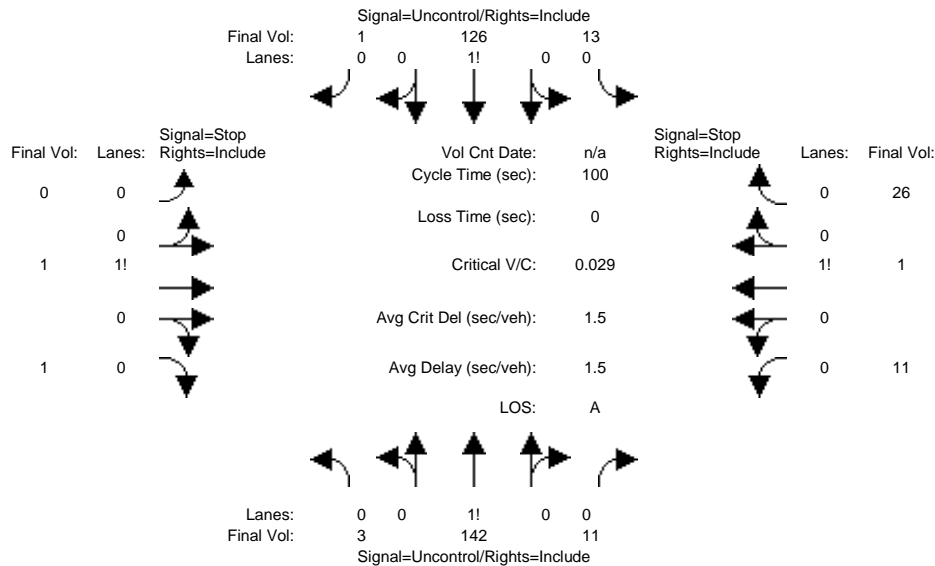 Signal=Uncontrol/Rights=Include
Final Vol: 1 126 13
Lanes: 0 0 1! 0 0
Signal=Stop Signal=Stop
Final Vol: Lanes: Rights=Include Vol Cnt Date: n/a Rights=Include Lanes: Final Vol:
Cycle Time (sec): 100
0 0 0 26
Loss Time (sec): 0
0 0
1 1! Critical V/C: 0.029 1! 1
0 Avg Crit Del (sec/veh): 1.5 0
1 0 Avg Delay (sec/veh): 1.5 0 11
LOS: A
Lanes: 0 0 1! 0 0
Final Vol: 3 142 11
Signal=Uncontrol/Rights=Include